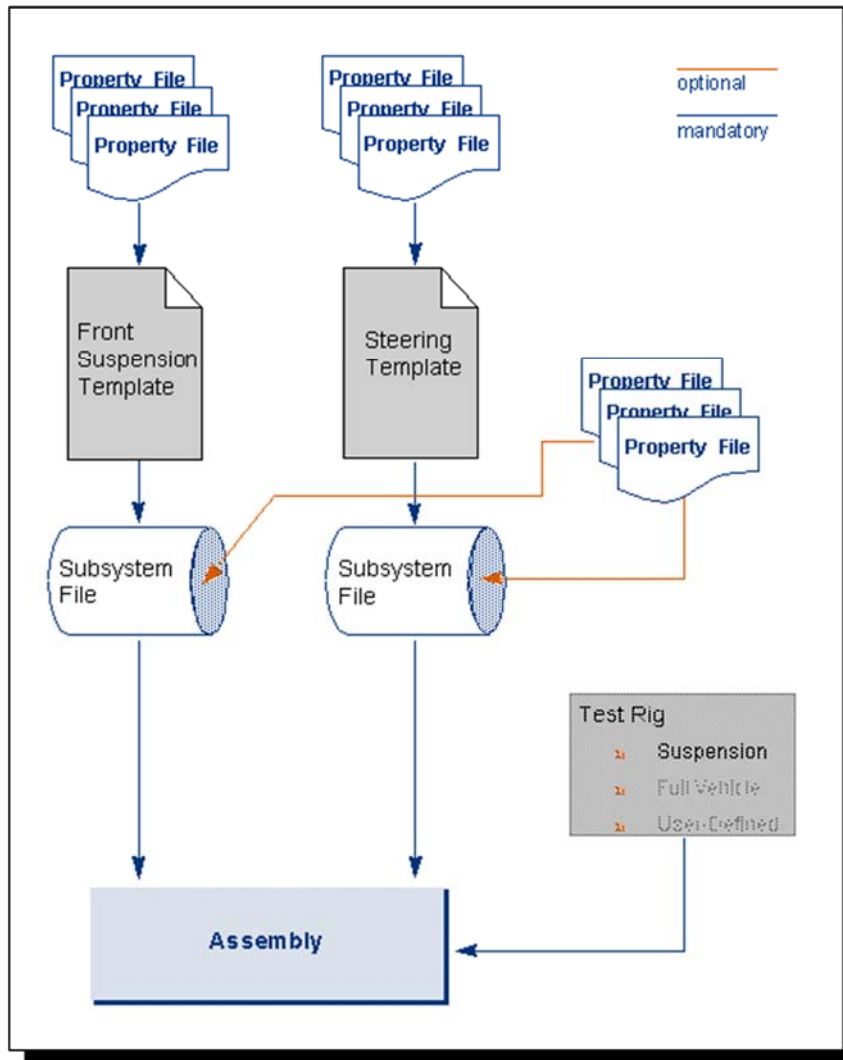 Property File
Property File
Property File
Property File
Property File
Property File
optional
mandatory
Front
Suspension
Template
Steering
Template
Property File
Property File
Property File
Subsystem
File
Subsystem
File
Test Rig
Suspension
Full Vehicle
User-Defined
Assembly